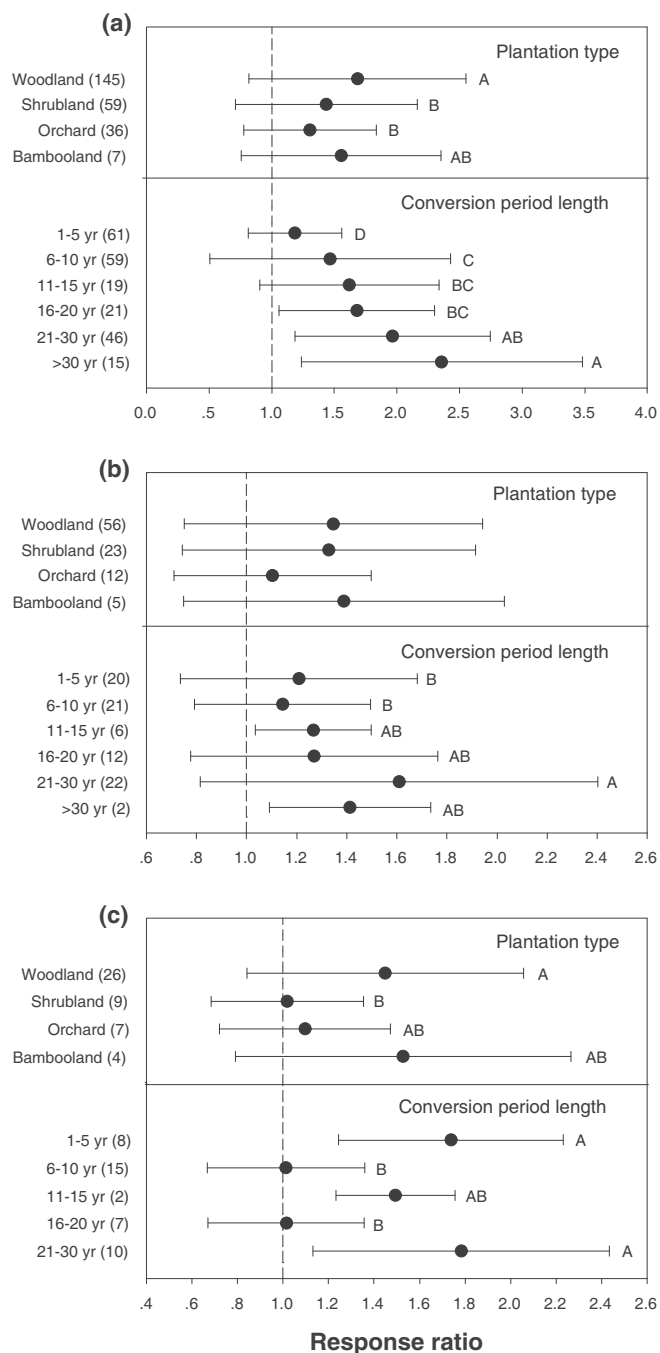 (a)
Plantation type
Woodland (145) A
Shrubland (59) B
Orchard (36) B
Bambooland (7) AB
Conversion period length
1-5 yr (61) D
6-10 yr (59) C
11-15 yr (19) BC
16-20 yr (21) BC
21-30 yr (46) AB
>30 yr (15) A
0.0 .5 1.0 1.5 2.0 2.5 3.0 3.5 4.0
(b)
Plantation type
Woodland (56)
Shrubland (23)
Orchard (12)
Bambooland (5)
Conversion period length
1-5 yr (20) B
6-10 yr (21) B
11-15 yr (6) AB
16-20 yr (12) AB
21-30 yr (22) A
>30 yr (2) AB
.6 .8 1.0 1.2 1.4 1.6 1.8 2.0 2.2 2.4 2.6
(c)
Plantation type
Woodland (26) A
Shrubland (9) B
Orchard (7) AB
Bambooland (4) AB
Conversion period length
1-5 yr (8) A
6-10 yr (15) B
11-15 yr (2) AB
16-20 yr (7) B
21-30 yr (10) A
.4 .6 .8 1.0 1.2 1.4 1.6 1.8 2.0 2.2 2.4 2.6
Response ratio